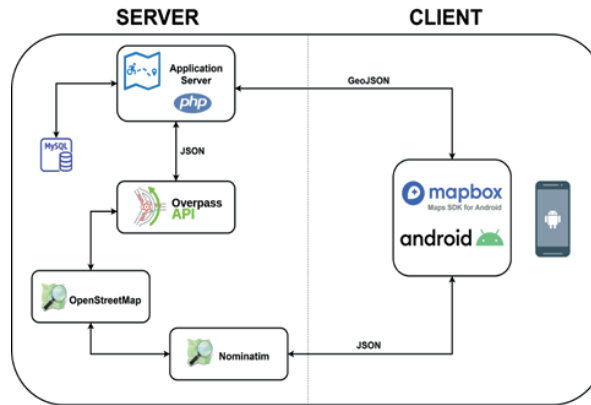 SERVER
CLIENT
Application
Server
php
GeoJSON
MySQL
JSON
Overpass
API
mapbox
Maps SDK for Android
android
OpenStreetMap
Nominatim
JSON